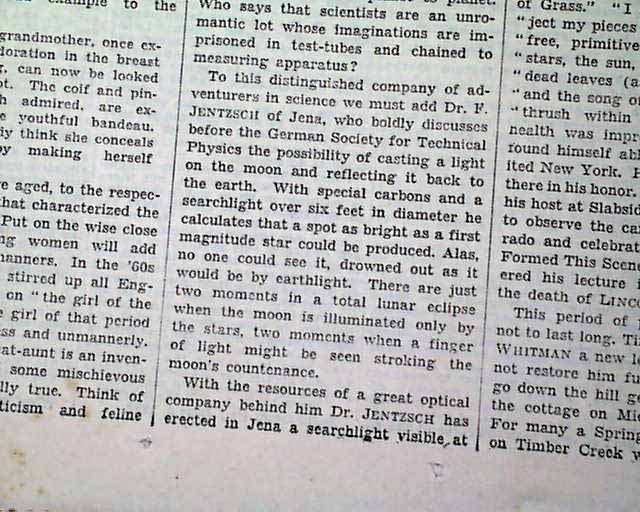 example to the
grandmother, once ex-
in the breast
can now be looked
The coif and pin-
admired, are ex-
youthful bandeau.
think she conceals
making herself
aged, to the respec-
that characterized the
Put on the wise close
women will add
manners. In the '60s
stirred up all Eng-
on "the girl of the
girl of that period
and unmannerly.
is an inven-
some mischievous
true. Think of
and feline
Who says that scientists are an unro-
mantic lot whose imaginations are im-
prisoned in test-tubes and chained to
measuring apparatus?
To this distinguished company of ad-
venturers in science we must add Dr. F.
JENTZSCH of Jena, who boldly discusses
before the German Society for Technical
Physics the possibility of casting a light
on the moon and reflecting it back to
the earth. With special carbons and a
searchlight over six feet in diameter he
calculates that a spot as bright as a first
magnitude star could be produced. Alas,
no one could see it, drowned out as it
would be by earthlight. There are just
two moments in a total lunar eclipse
when the moon is illuminated only by
the stars, two moments when a finger
of light might be seen stroking the
moon's countenance.
With the resources of a great optical
company behind him Dr. JENTZSCH has
erected in Jena a searchlight visible at
of Grass." "I
"ject my pieces
"free, primitive
"stars, the sun,
"dead leaves
"and the song o
"thrush within
health was impr
found himself
ited New York. H
there in his honor.
his host at Slabsid
to observe the
rado and celebrat
Formed This Scene
ered his lecture
the death of LINC
This period of
not to last long.
WHITMAN a new l
not restore him fu
go down the hill
the cottage on
For many a Spring
on Timber Creek